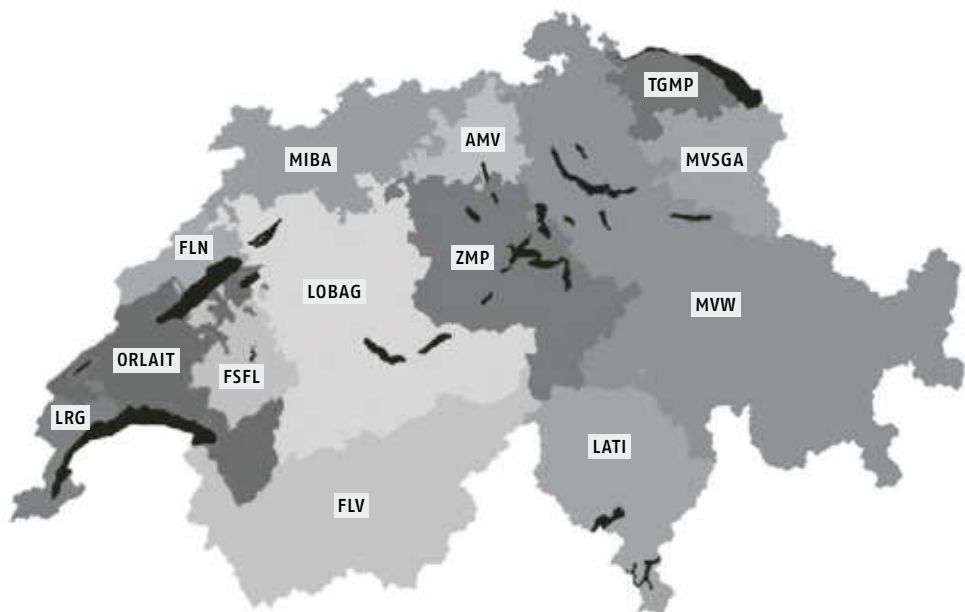 TGMP
AMV
MIBA
MVSGA
FLN
ZMP
LOBAG
MVW
ORLAIT
FSFL
LRG
LATI
FLV